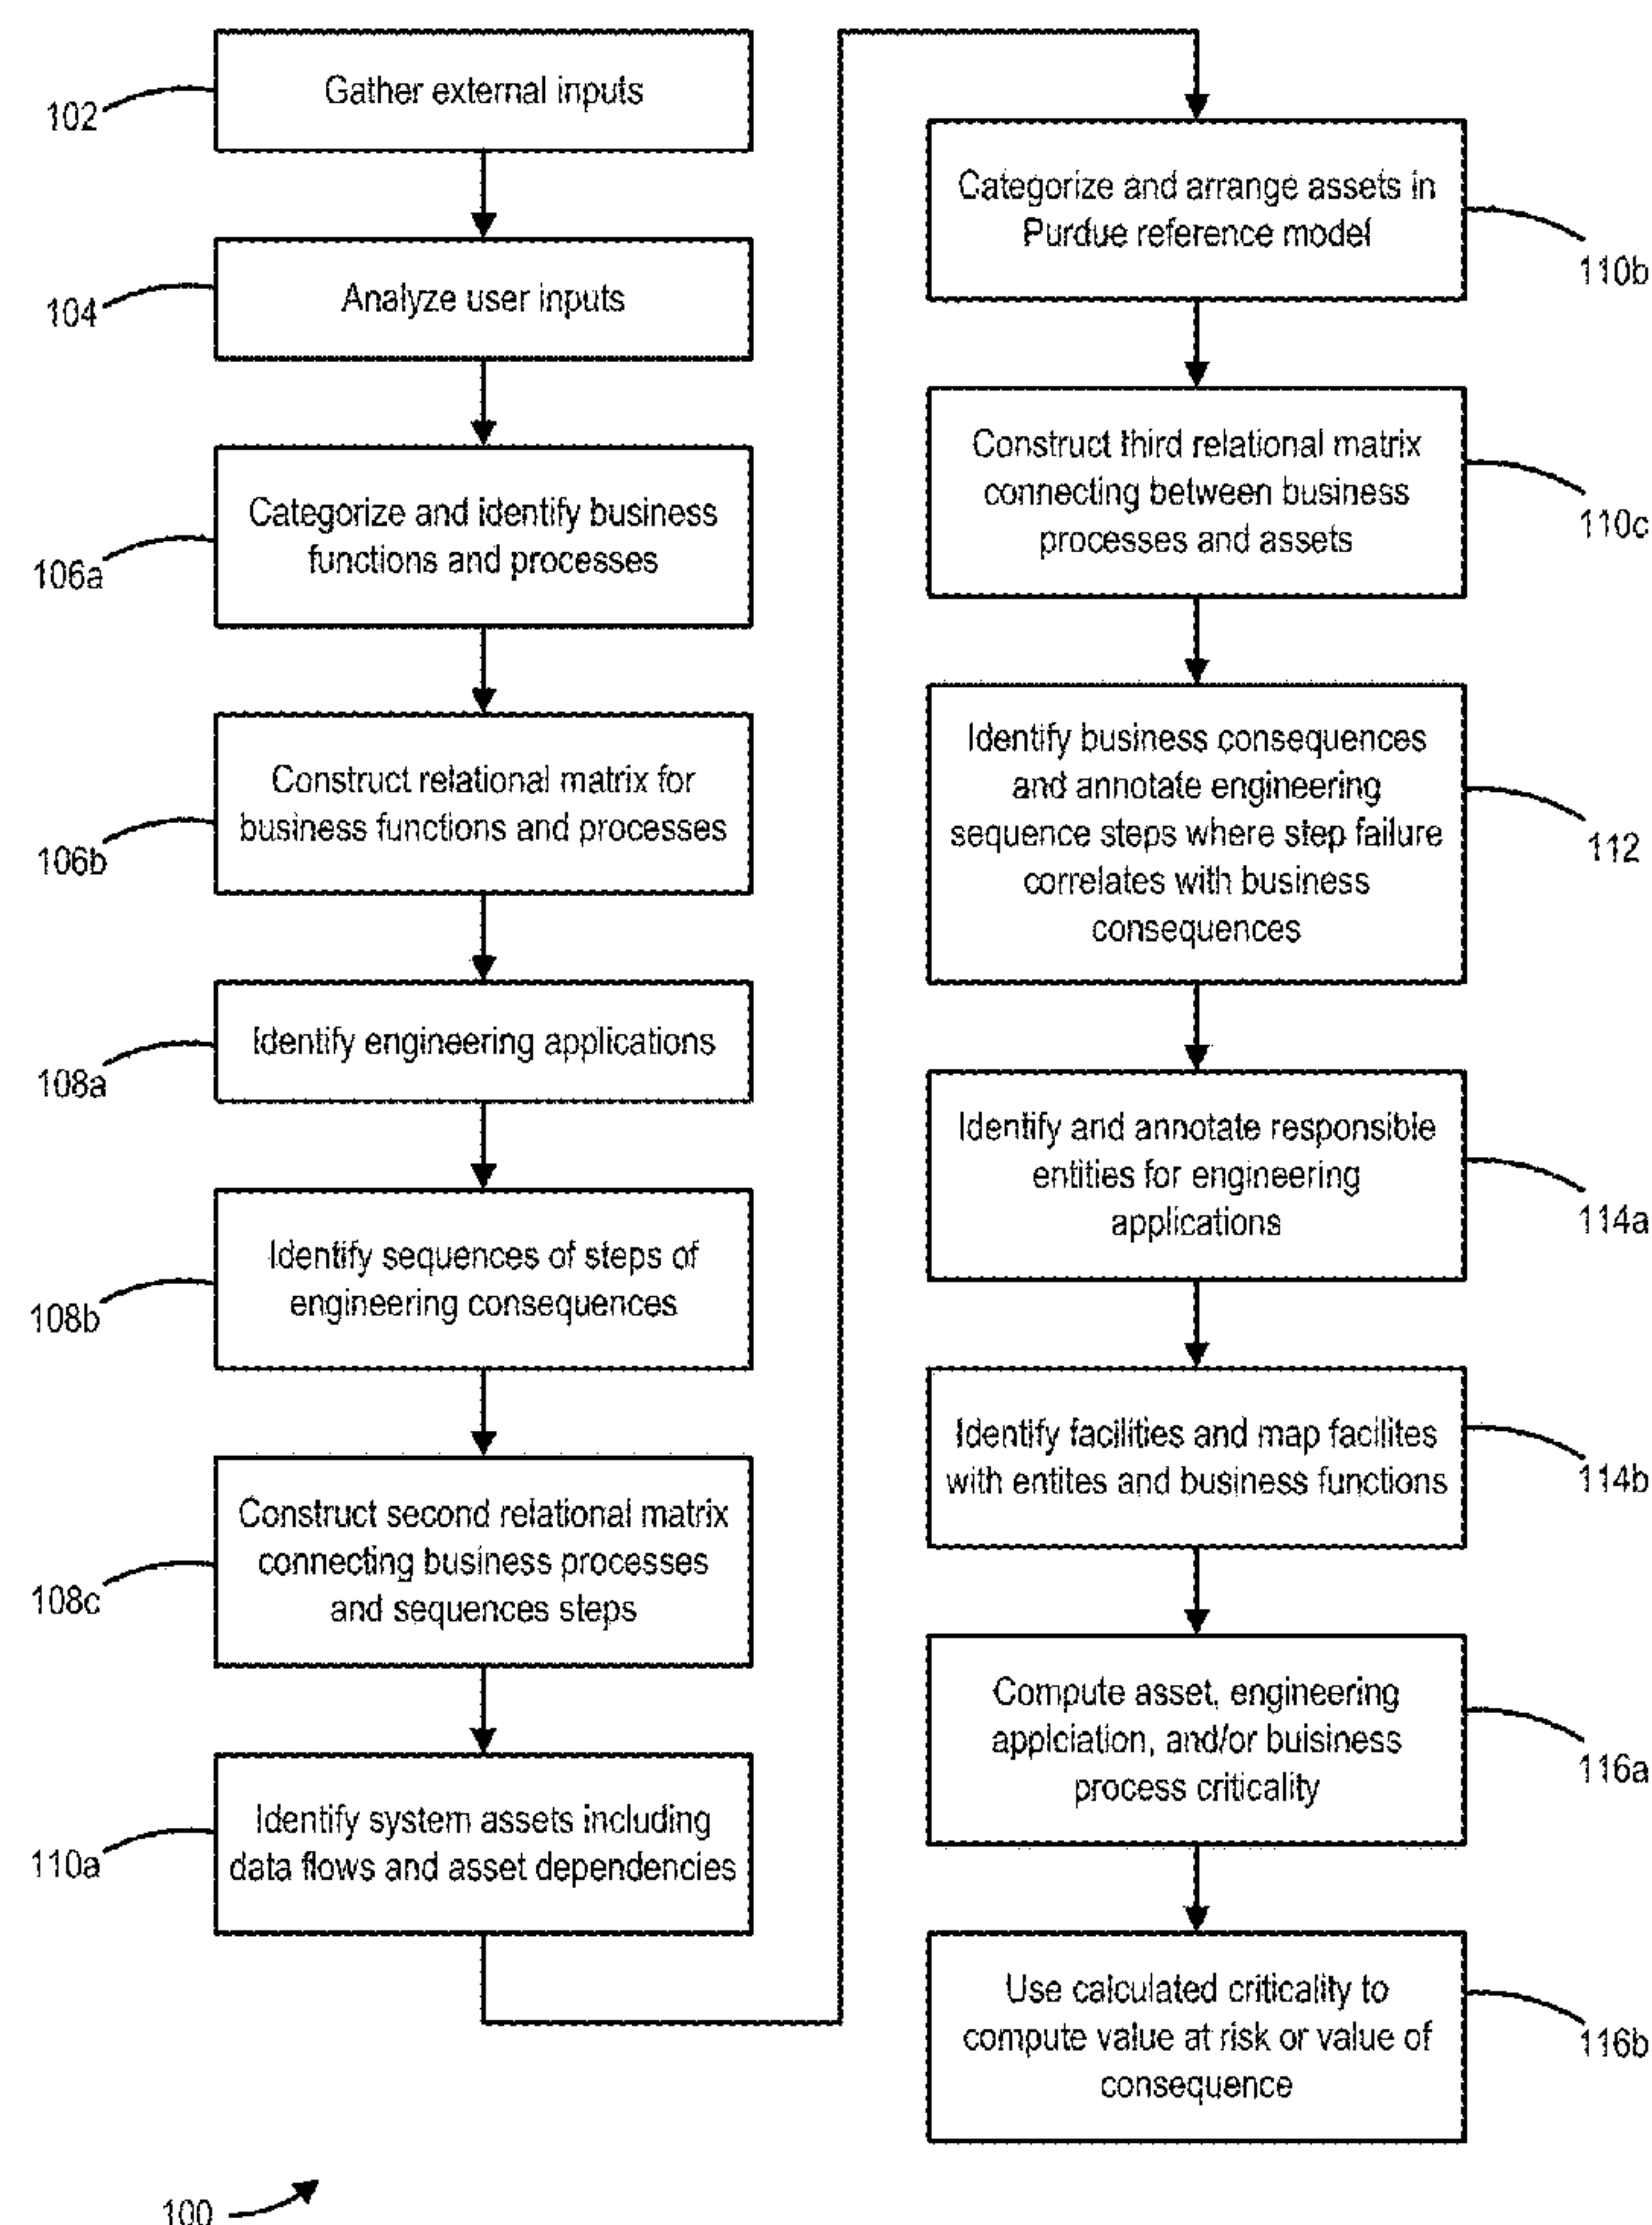 Gather external inputs
102
Analyze user inputs
104
Categorize and identify business
functions and processes
106a
Construct relational matrix for
business functions and processes
106b
Identify engineering applications
108a
Identify sequences of steps of
engineering consequences
108b
Construct second relational matrix
connecting business processes
and sequences steps
108c
Identify system assets including
data flows and asset dependencies
110a
Categorize and arrange assets in
Purdue reference model
110b
Construct third relational matrix
connecting between business
processes and assets
110c
Identify business consequences
and annotate engineering
sequence steps where step failure
correlates with business
consequences
112
Identify and annotate responsible
entities for engineering
applications
114a
Identify facilities and map facilites
with entites and business functions
114b
Compute asset, engineering
applciation, and/or buisiness
process criticality
116a
Use calculated criticality to
compute value at risk or value of
consequence
116b
100